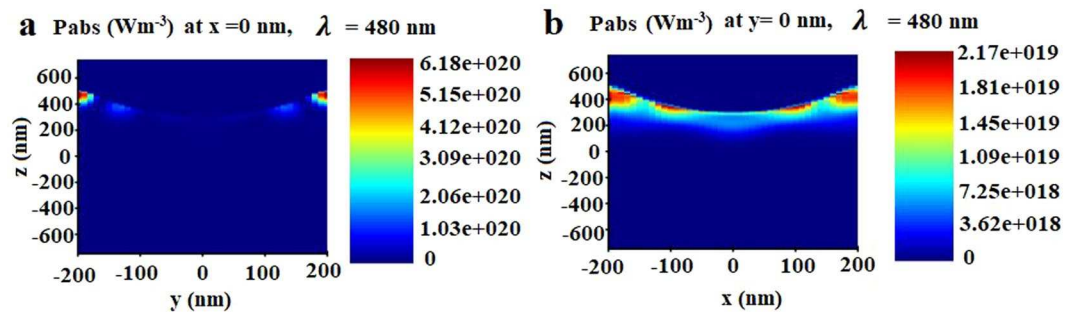 a Pabs (Wm-3) at x =0 nm, λ = 480 nm
6.18e+020
5.15e+020
4.12e+020
3.09e+020
2.06e+020
1.03e+020
0
600
400
200
0
-200
-400
-600
z (nm)
-200 -100 0 100 200
y (nm)
b Pabs (Wm-3) at y= 0 nm, λ = 480 nm
2.17e+019
1.81e+019
1.45e+019
1.09e+019
7.25e+018
3.62e+018
0
600
400
200
0
-200
-400
-600
z (nm)
-200 -100 0 100 200
x (nm)